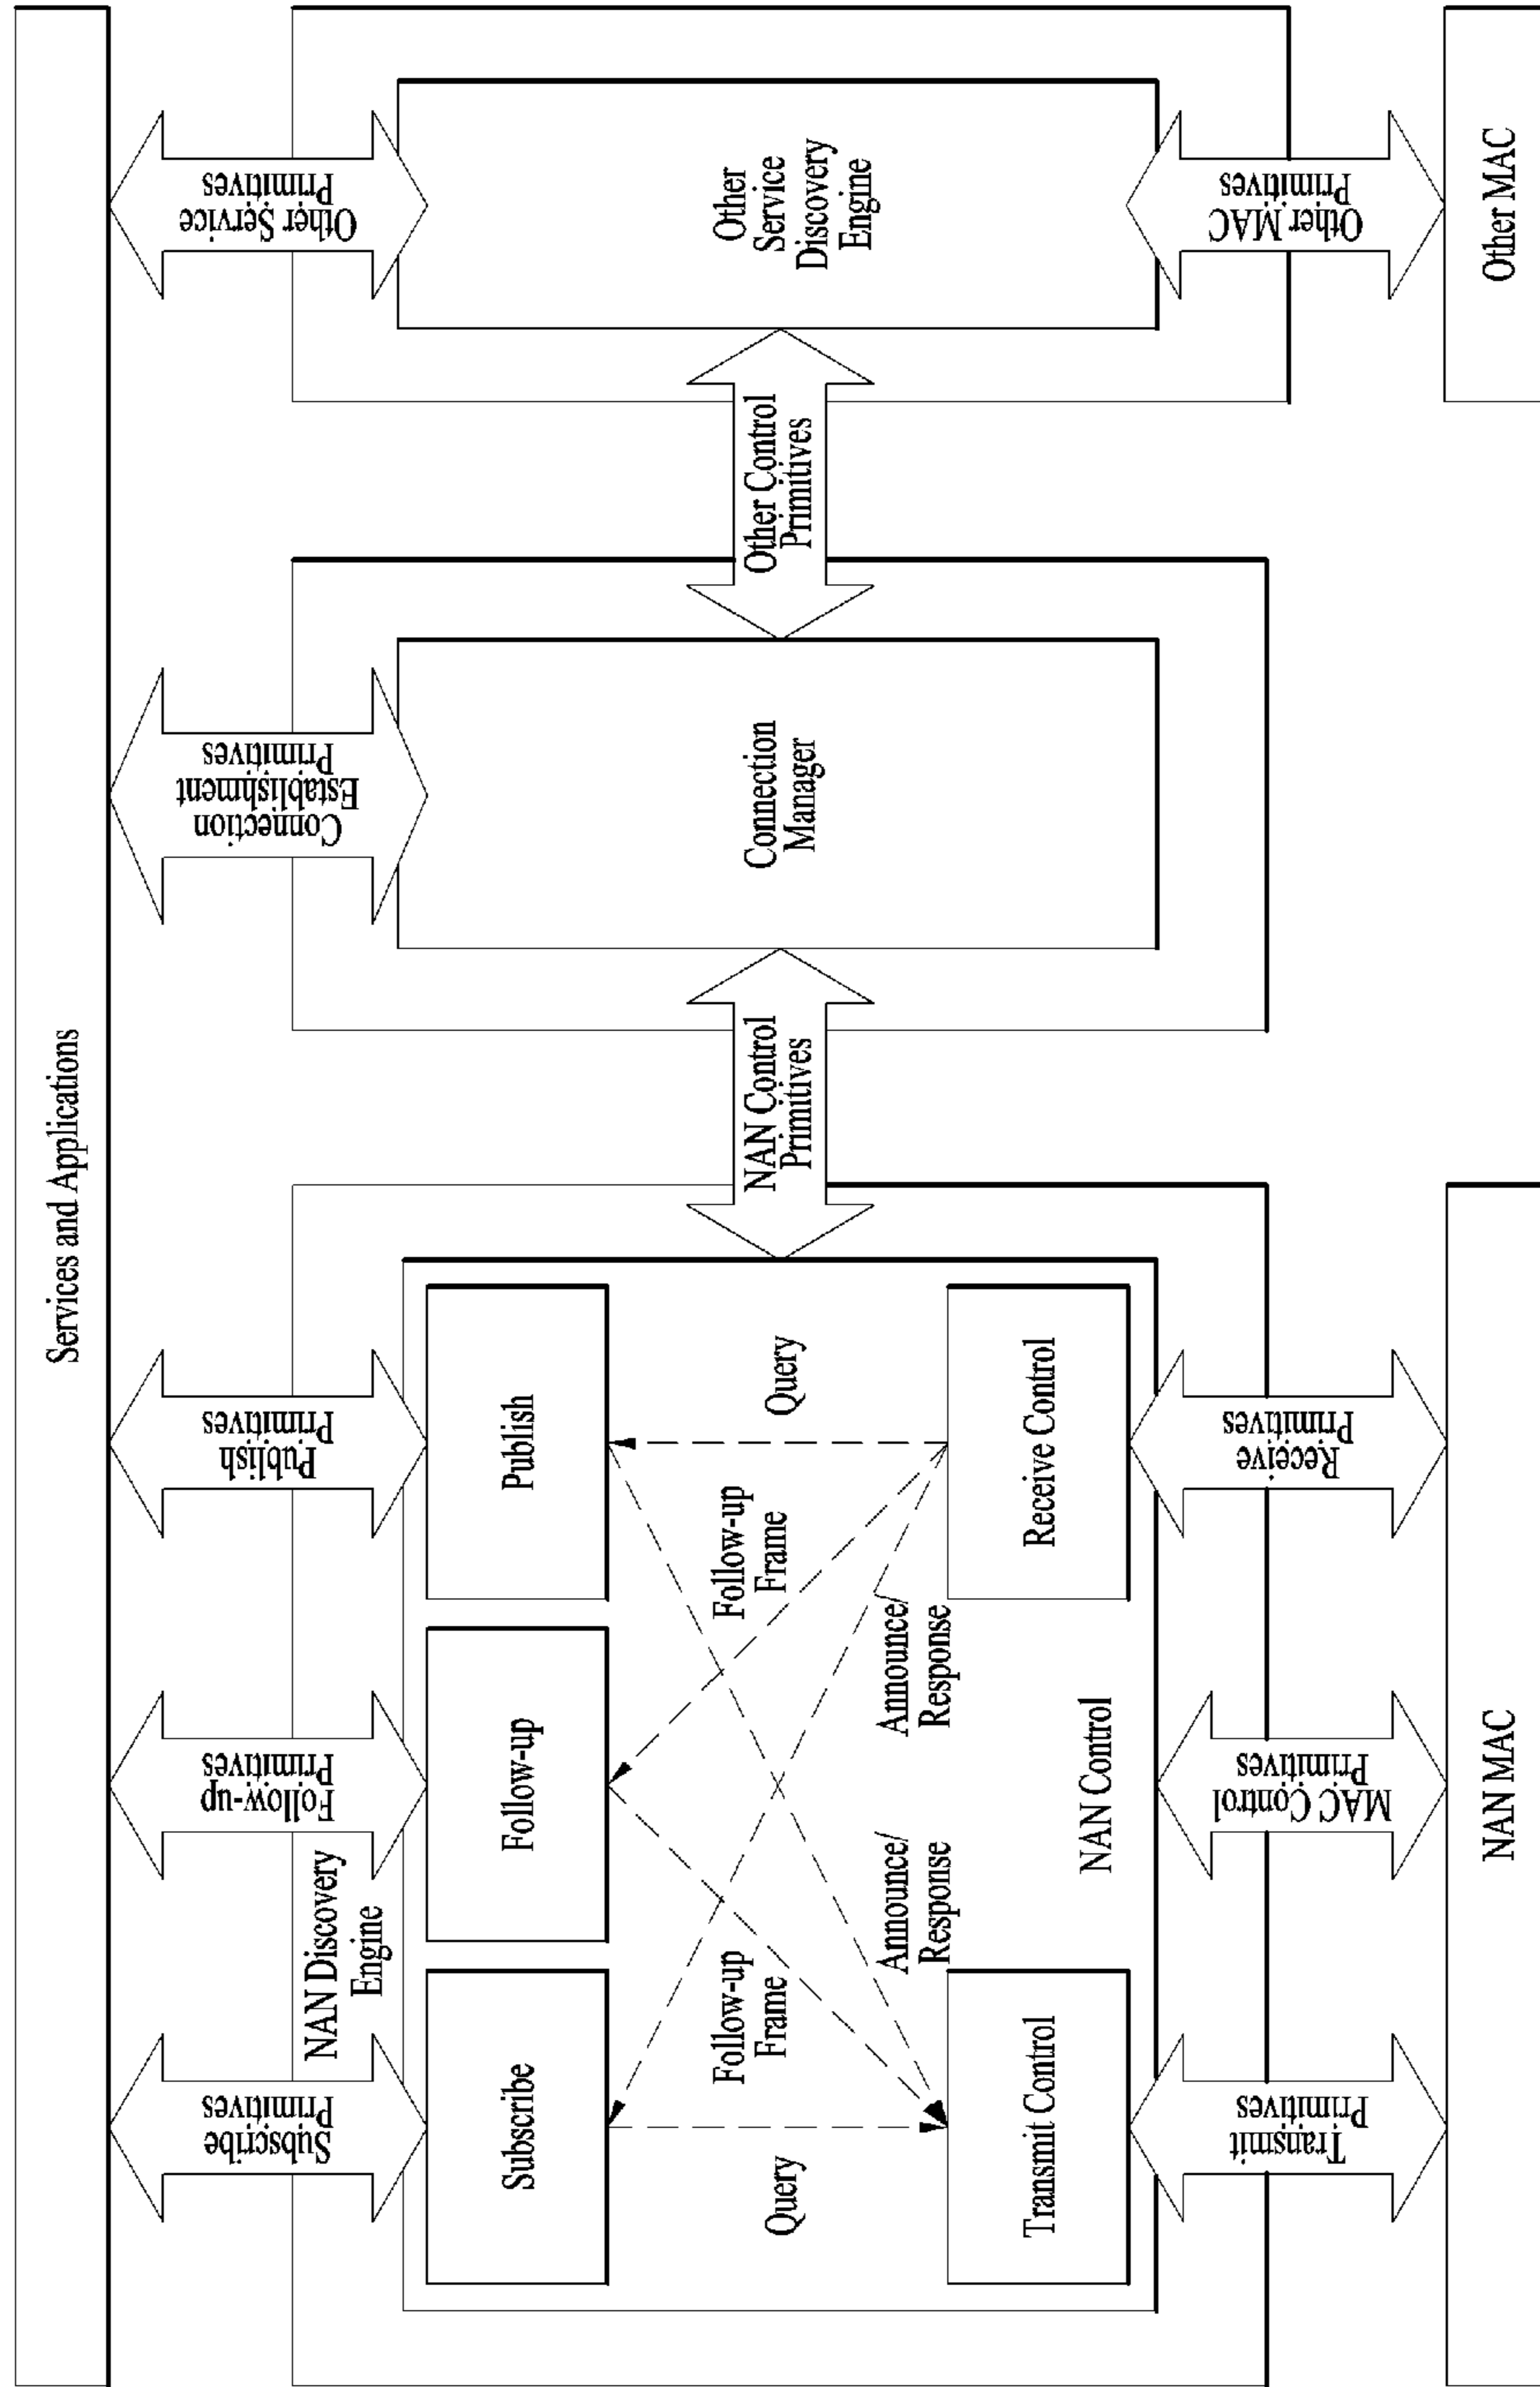 Services and Applications
Subscribe
Primitives
Follow-up
Primitives
Publish
Primitives
Connection
Establishment
Primitives
Other Service
Primitives
NAN Discovery
Engine
Subscribe
Follow-up
Publish
Query
Follow-up
Frame
Follow-up
Frame
Query
Announce/
Response
Announce/
Response
Transmit Control
Receive Control
NAN Control
NAN Control
Primitives
Connection
Manager
Other Control
Primitives
Other
Service
Discovery
Engine
Transmit
Primitives
MAC Control
Primitives
Receive
Primitives
Other MAC
Primitives
NAN MAC
Other MAC